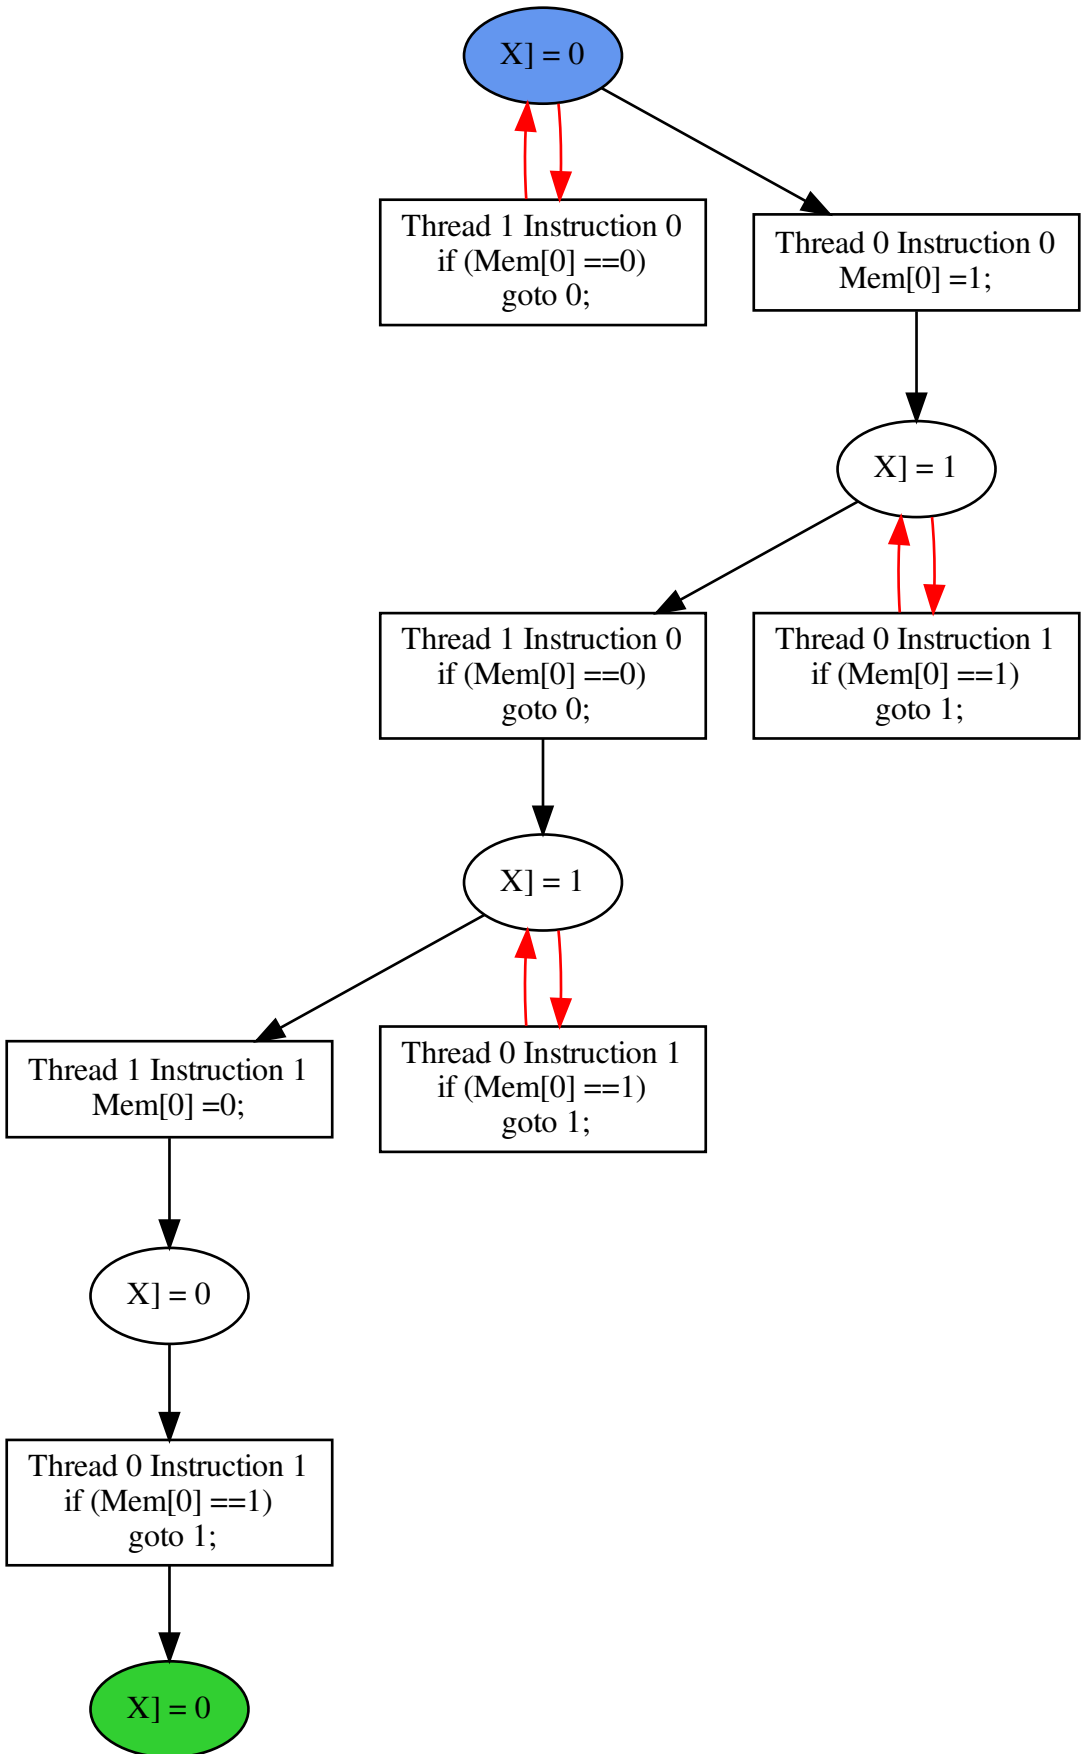 X] = 0
Thread 1 Instruction 0
if (Mem[0] ==0)
goto 0;
Thread 0 Instruction 0
Mem[0] =1;
X] = 1
Thread 1 Instruction 0
if (Mem[0] ==0)
goto 0;
Thread 0 Instruction 1
if (Mem[0] ==1)
goto 1;
X] = 1
Thread 1 Instruction 1
Mem[0] =0;
Thread 0 Instruction 1
if (Mem[0] ==1)
goto 1;
X] = 0
Thread 0 Instruction 1
if (Mem[0] ==1)
goto 1;
X] = 0